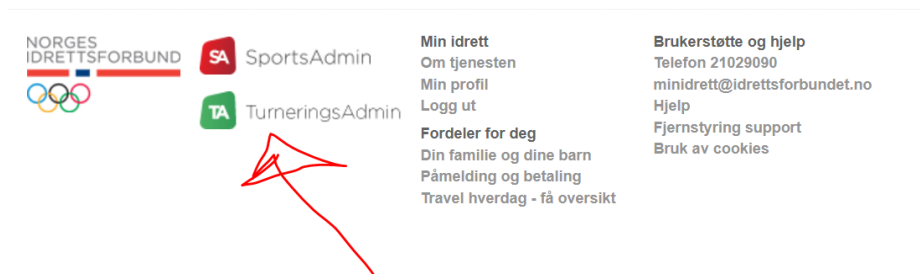 NORGES
IDRETTSFORBUND
SA SportsAdmin
TA TurneringsAdmin
Min idrett
Om tjenesten
Min profil
Logg ut
Fordeler for deg
Din familie og dine barn
Påmelding og betaling
Travel hverdag - få oversikt
Brukerstøtte og hjelp
Telefon 21029090
minidrett@idrettsforbundet.no
Hjelp
Fjernstyring support
Bruk av cookies